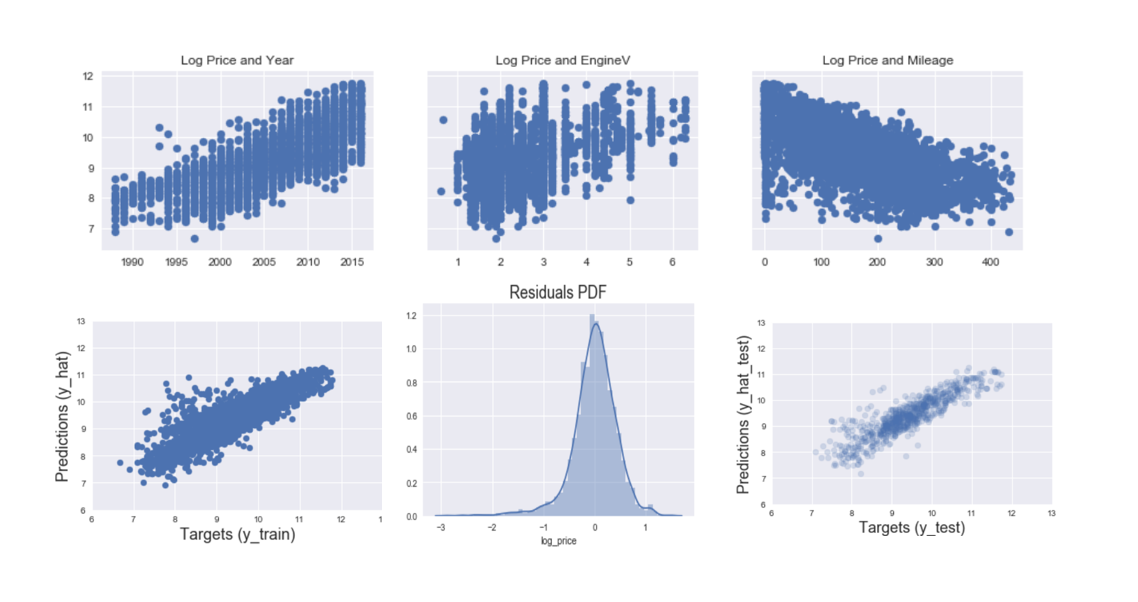 Log Price and Year
Log Price and EngineV
Log Price and Mileage
12
11
10
9
8
7
1990 1995 2000 2005 2010 2015
1 2 3 4 5 6
0 100 200 300 400
Residuals PDF
Predictions (y_hat)
13
12
11
10
9
8
7
6
6 7 8 9 10 11 12 1
Targets (y_train)
1.2
1.0
0.8
0.6
0.4
0.2
0.0
−3 −2 −1 0 1
log_price
Predictions (y_hat_test)
13
12
11
10
9
8
7
6
6 7 8 9 10 11 12 13
Targets (y_test)